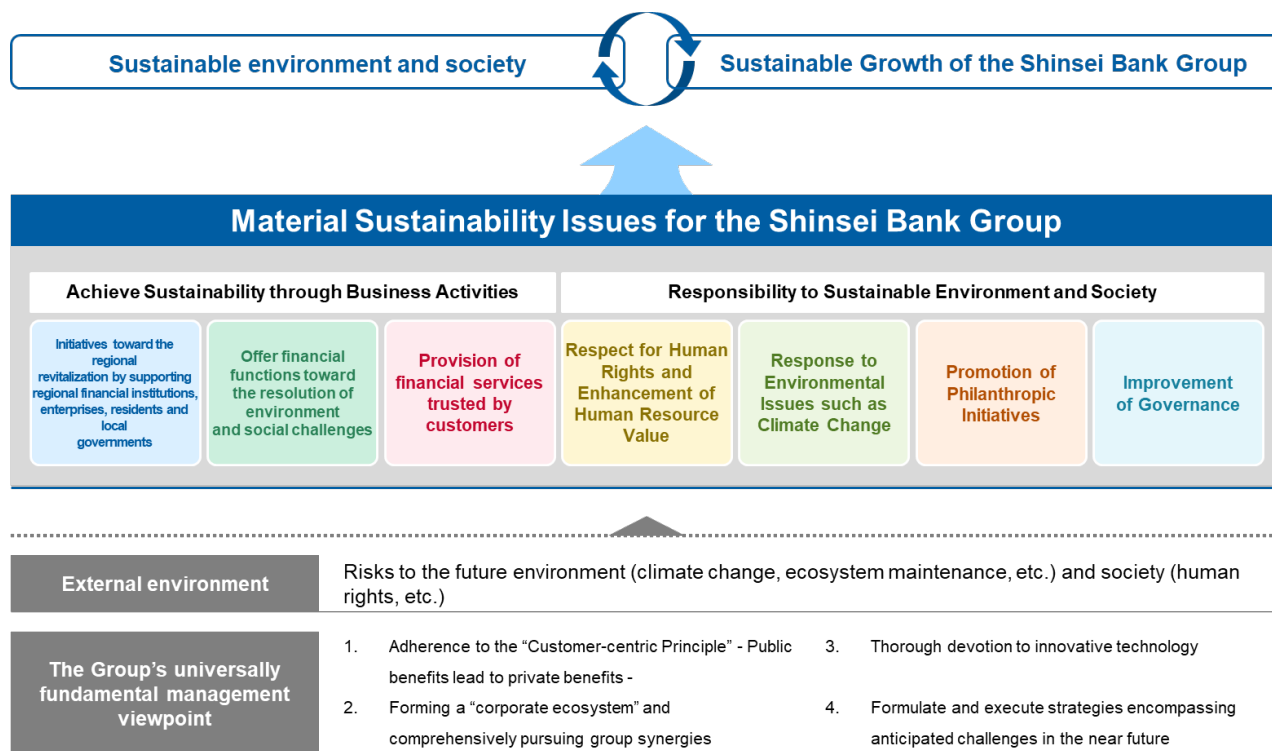 Sustainable environment and society
Sustainable Growth of the Shinsei Bank Group
Material Sustainability Issues for the Shinsei Bank Group
Achieve Sustainability through Business Activities
Responsibility to Sustainable Environment and Society
Initiatives toward the
regional
revitalization by supporting
regional financial institutions,
enterprises, residents and
local
governments
Offer financial
functions toward
the resolution of
environment
and social challenges
Provision of
financial services
trusted by
customers
Respect for Human
Rights and
Enhancement of
Human Resource
Value
Response to
Environmental
Issues such as
Climate Change
Promotion of
Philanthropic
Initiatives
Improvement
of Governance
External environment
Risks to the future environment (climate change, ecosystem maintenance, etc.) and society (human
rights, etc.)
The Group’s universally
fundamental management
viewpoint
1. Adherence to the “Customer-centric Principle” - Public
benefits lead to private benefits -
2. Forming a “corporate ecosystem” and
comprehensively pursuing group synergies
3. Thorough devotion to innovative technology
4. Formulate and execute strategies encompassing
anticipated challenges in the near future